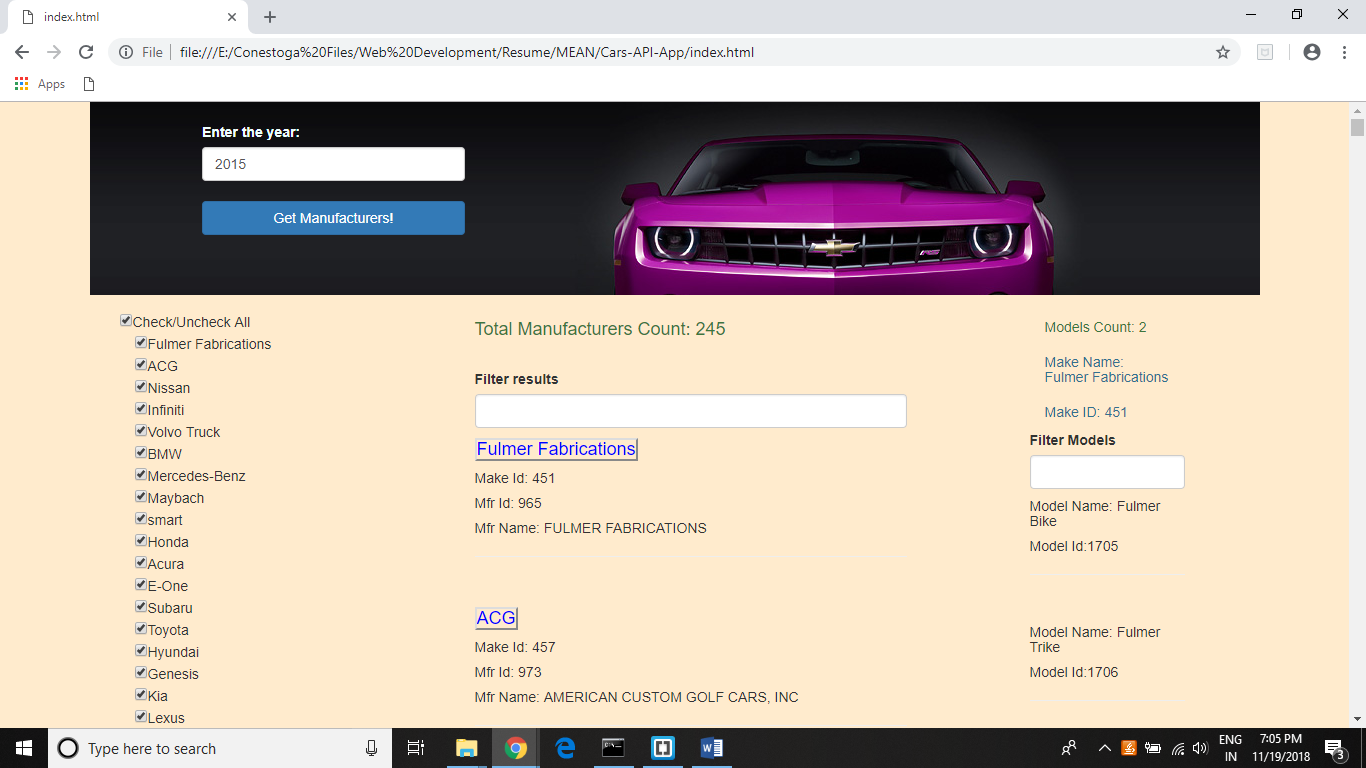 index.html
File
file:///E:/Conestoga%20Files/Web%20Development/Resume/MEAN/Cars-API-App/index.html
Apps
Enter the year:
2015
Get Manufacturers!
Check/Uncheck All
Fulmer Fabrications
ACG
Nissan
Infiniti
Volvo Truck
BMW
Mercedes-Benz
Maybach
smart
Honda
Acura
E-One
Subaru
Toyota
Hyundai
Genesis
Kia
Lexus
Total Manufacturers Count: 245
Filter results
Fulmer Fabrications
Make Id: 451
Mfr Id: 965
Mfr Name: FULMER FABRICATIONS
ACG
Make Id: 457
Mfr Id: 973
Mfr Name: AMERICAN CUSTOM GOLF CARS, INC
Models Count: 2
Make Name:
Fulmer Fabrications
Make ID: 451
Filter Models
Model Name: Fulmer
Bike
Model Id:1705
Model Name: Fulmer
Trike
Model Id:1706
Type here to search
ENG
IN
7:05 PM
11/19/2018
3